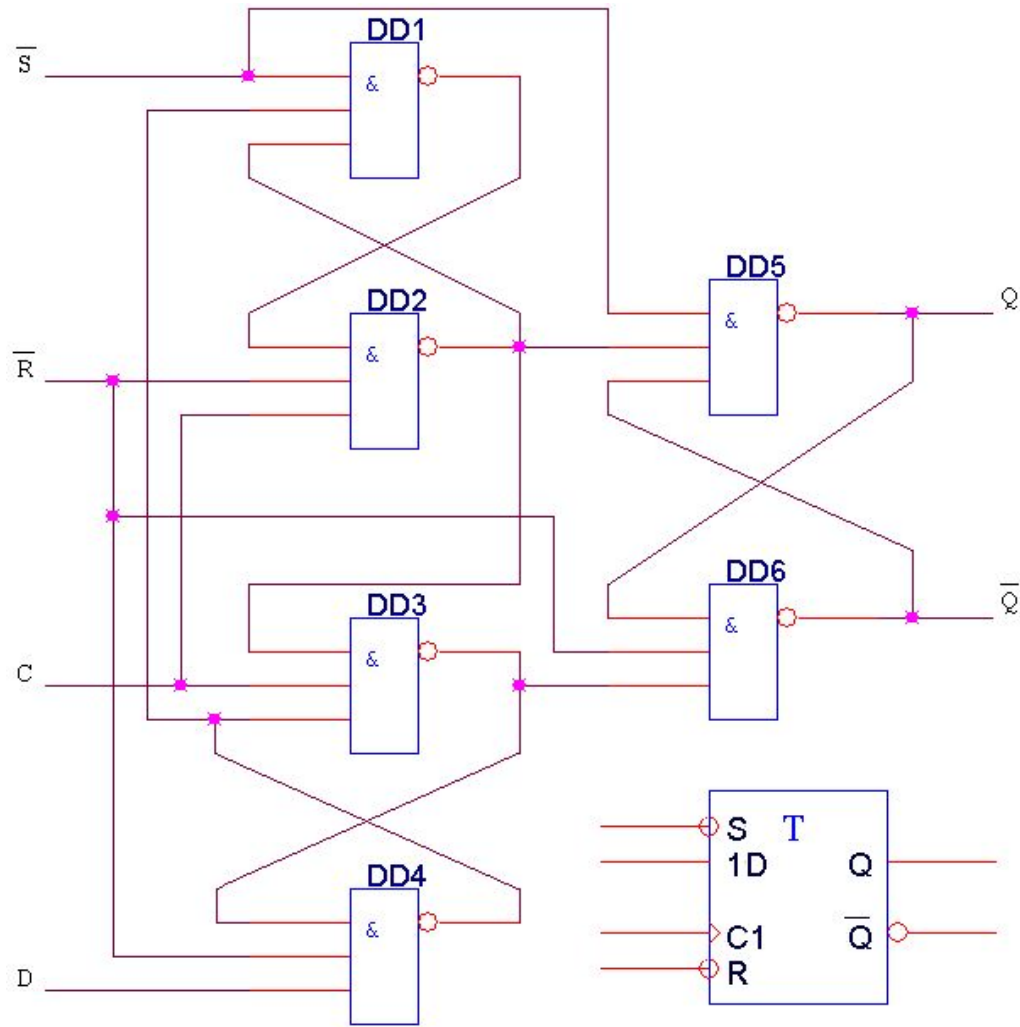 DD1
S̅
&
DD5
DD2
Q
&
&
R̅
DD6
DD3
Q̅
&
&
C
DD4
S T
1D Q
&
C1 Q̅
R
D